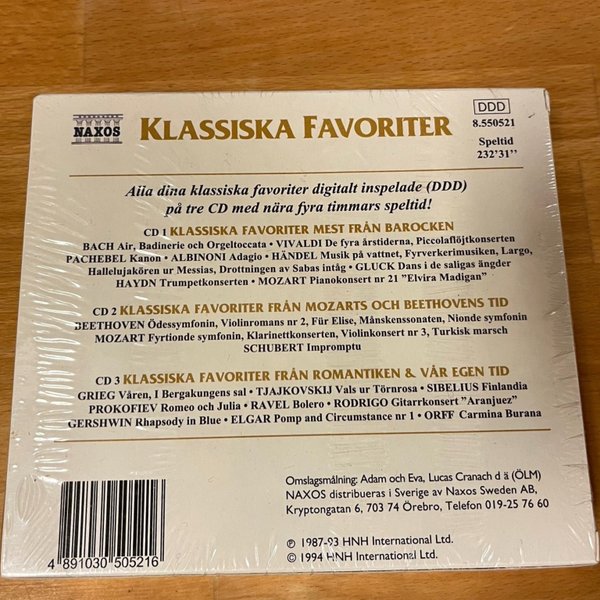 NAXOS
KLASSISKA FAVORITER
DDD
8.550521
Speltid
232'31''
Alla dina klassiska favoriter digitalt inspelade (DDD)
på tre CD med nära fyra timmars speltid!
CD 1 KLASSISKA FAVORITER MEST FRÅN BAROCKEN
BACH Air, Badinerie och Orgeltoccata • VIVALDI De fyra årstiderna, Piccolaflöjtkonserten
PACHEBEL Kanon • ALBINONI Adagio • HÄNDEL Musik på vattnet, Fyrverkerimusiken, Largo,
Hallelujakören ur Messias, Drottningen av Sabas intåg • GLUCK Dans i de saligas ängder
HAYDN Trumpetkonserten • MOZART Pianokonsert nr 21 "Elvira Madigan"
CD 2 KLASSISKA FAVORITER FRÅN MOZARTS OCH BEETHOVENS TID
BEETHOVEN Ödessymfonin, Violinromans nr 2, Für Elise, Månskenssonaten, Nionde symfonin
MOZART Fyrtionde symfonin, Klarinettkonserten, Violinkonsert nr 3, Turkisk marsch
SCHUBERT Impromptu
CD 3 KLASSISKA FAVORITER FRÅN ROMANTIKEN & VÅR EGEN TID
GRIEG Våren, I Bergakungens sal • TJAJKOVSKIJ Vals ur Törnrosa • SIBELIUS Finlandia
PROKOFIEV Romeo och Julia • RAVEL Bolero • RODRIGO Gitarrkonsert "Aranjuez"
GERSHWIN Rhapsody in Blue • ELGAR Pomp and Circumstance nr 1 • ORFF Carmina Burana
Omslagsmålning: Adam och Eva, Lucas Cranach d ä (ÖLM)
NAXOS distribueras i Sverige av Naxos Sweden AB,
Kryptongatan 6, 703 74 Örebro, Telefon 019-25 76 60
℗ 1987-93 HNH International Ltd.
© 1994 HNH International Ltd.
4 891030 505216